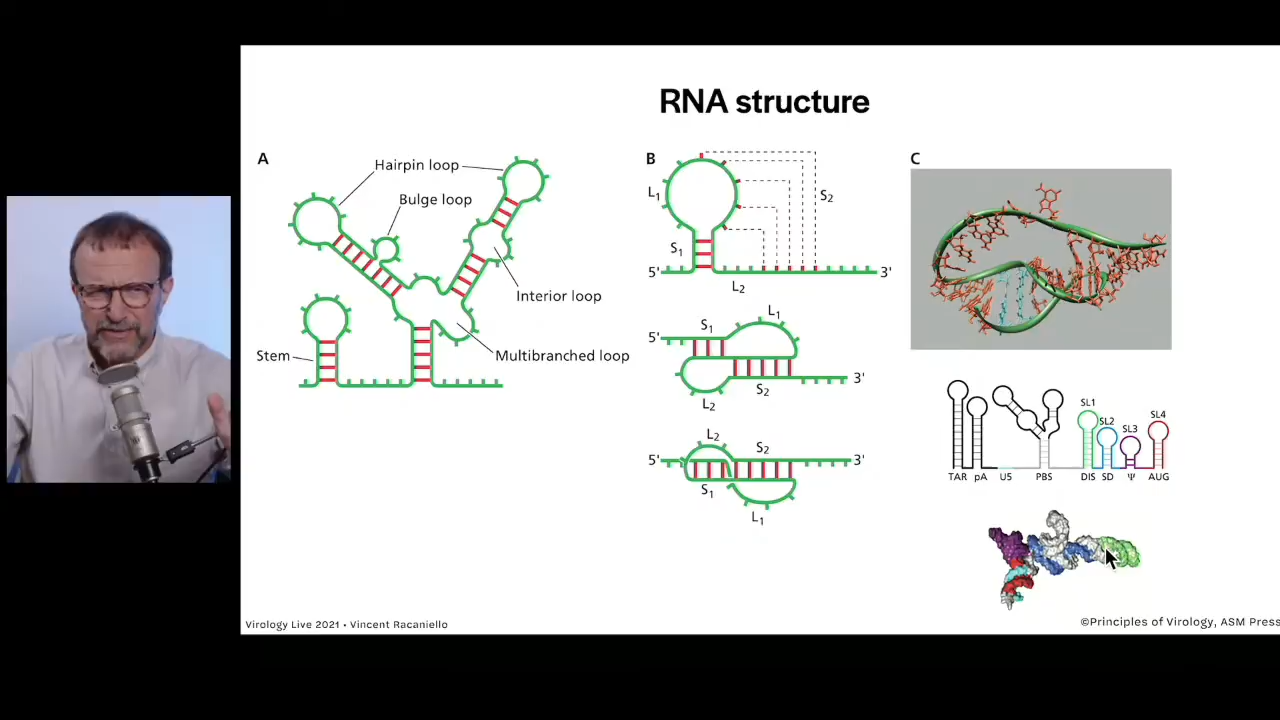 RNA structure
A
Hairpin loop
Bulge loop
Interior loop
Stem
Multibranched loop
B
L1
S2
S1
5'
3'
L2
S1
L1
5'
3'
S2
L2
L2
S2
5'
3'
S1
L1
C
SL1
SL2
SL3
SL4
TAR pA U5 PBS DIS SD Ψ AUG
Virology Live 2021 • Vincent Racaniello
©Principles of Virology, ASM Press